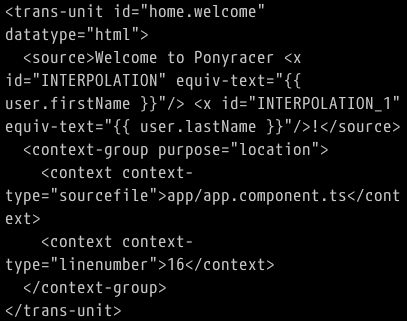 <trans-unit id="home.welcome"
datatype="html">
  <source>Welcome to Ponyracer <x
id="INTERPOLATION" equiv-text="{{
user.firstName }}"/> <x id="INTERPOLATION_1"
equiv-text="{{ user.lastName }}"/>!</source>
  <context-group purpose="location">
    <context context-
type="sourcefile">app/app.component.ts</cont
ext>
    <context context-
type="linenumber">16</context>
  </context-group>
</trans-unit>